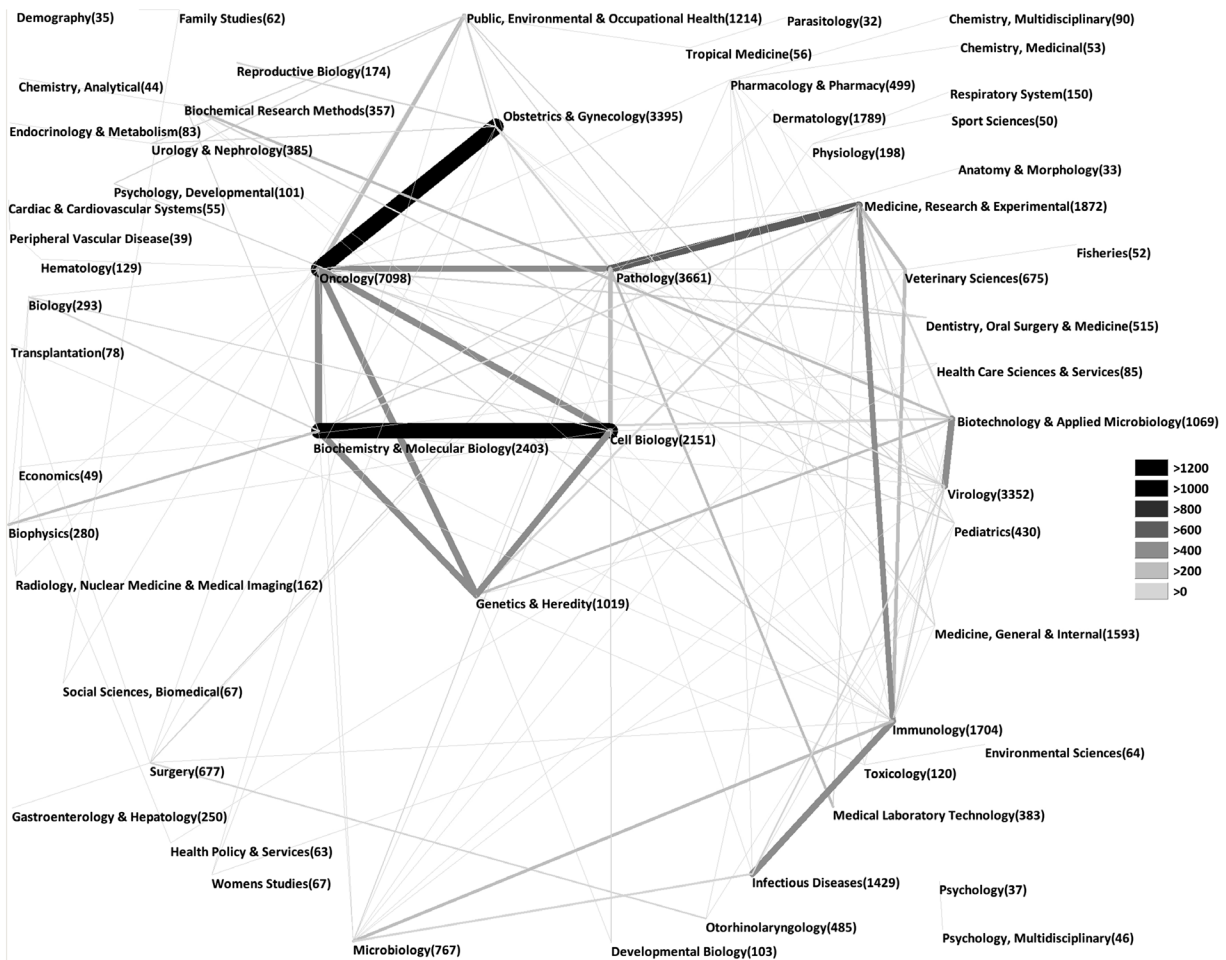 Demography(35)
Family Studies(62)
Public, Environmental & Occupational Health(1214)
Parasitology(32)
Chemistry, Multidisciplinary(90)
Tropical Medicine(56)
Chemistry, Medicinal(53)
Reproductive Biology(174)
Chemistry, Analytical(44)
Pharmacology & Pharmacy(499)
Respiratory System(150)
Biochemical Research Methods(357)
Obstetrics & Gynecology(3395)
Dermatology(1789)
Sport Sciences(50)
Endocrinology & Metabolism(83)
Urology & Nephrology(385)
Physiology(198)
Anatomy & Morphology(33)
Psychology, Developmental(101)
Cardiac & Cardiovascular Systems(55)
Medicine, Research & Experimental(1872)
Peripheral Vascular Disease(39)
Fisheries(52)
Hematology(129)
Oncology(7098)
Pathology(3661)
Veterinary Sciences(675)
Biology(293)
Dentistry, Oral Surgery & Medicine(515)
Transplantation(78)
Health Care Sciences & Services(85)
Biotechnology & Applied Microbiology(1069)
Biochemistry & Molecular Biology(2403)
Cell Biology(2151)
Economics(49)
Virology(3352)
Biophysics(280)
Pediatrics(430)
>1200
>1000
>800
>600
>400
>200
>0
Radiology, Nuclear Medicine & Medical Imaging(162)
Genetics & Heredity(1019)
Medicine, General & Internal(1593)
Social Sciences, Biomedical(67)
Immunology(1704)
Environmental Sciences(64)
Surgery(677)
Toxicology(120)
Gastroenterology & Hepatology(250)
Medical Laboratory Technology(383)
Health Policy & Services(63)
Womens Studies(67)
Infectious Diseases(1429)
Psychology(37)
Otorhinolaryngology(485)
Psychology, Multidisciplinary(46)
Microbiology(767)
Developmental Biology(103)